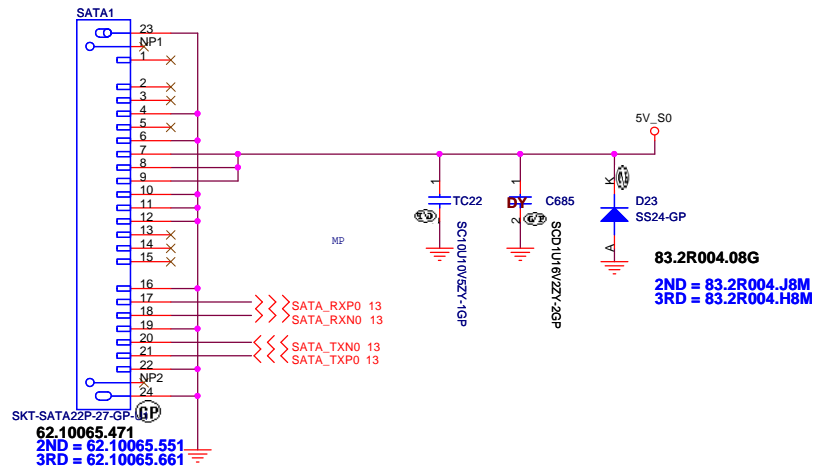 SATA1
23
NP1
1
2
3
4
5
6
7
8
9
10
11
12
13
14
15
16
17
18
19
20
21
22
NP2
24
SKT-SATA22P-27-GP-U1
GP
62.10065.471
2ND = 62.10065.551
3RD = 62.10065.661
SATA_RXP0 13
SATA_RXN0 13
SATA_TXN0 13
SATA_TXP0 13
MP
5V_S0
1
TC22
SC10U10V5ZY-1GP
1
DY
C685
2
SCD1U16V2ZY-2GP
K
D23
SS24-GP
A
83.2R004.08G
2ND = 83.2R004.J8M
3RD = 83.2R004.H8M